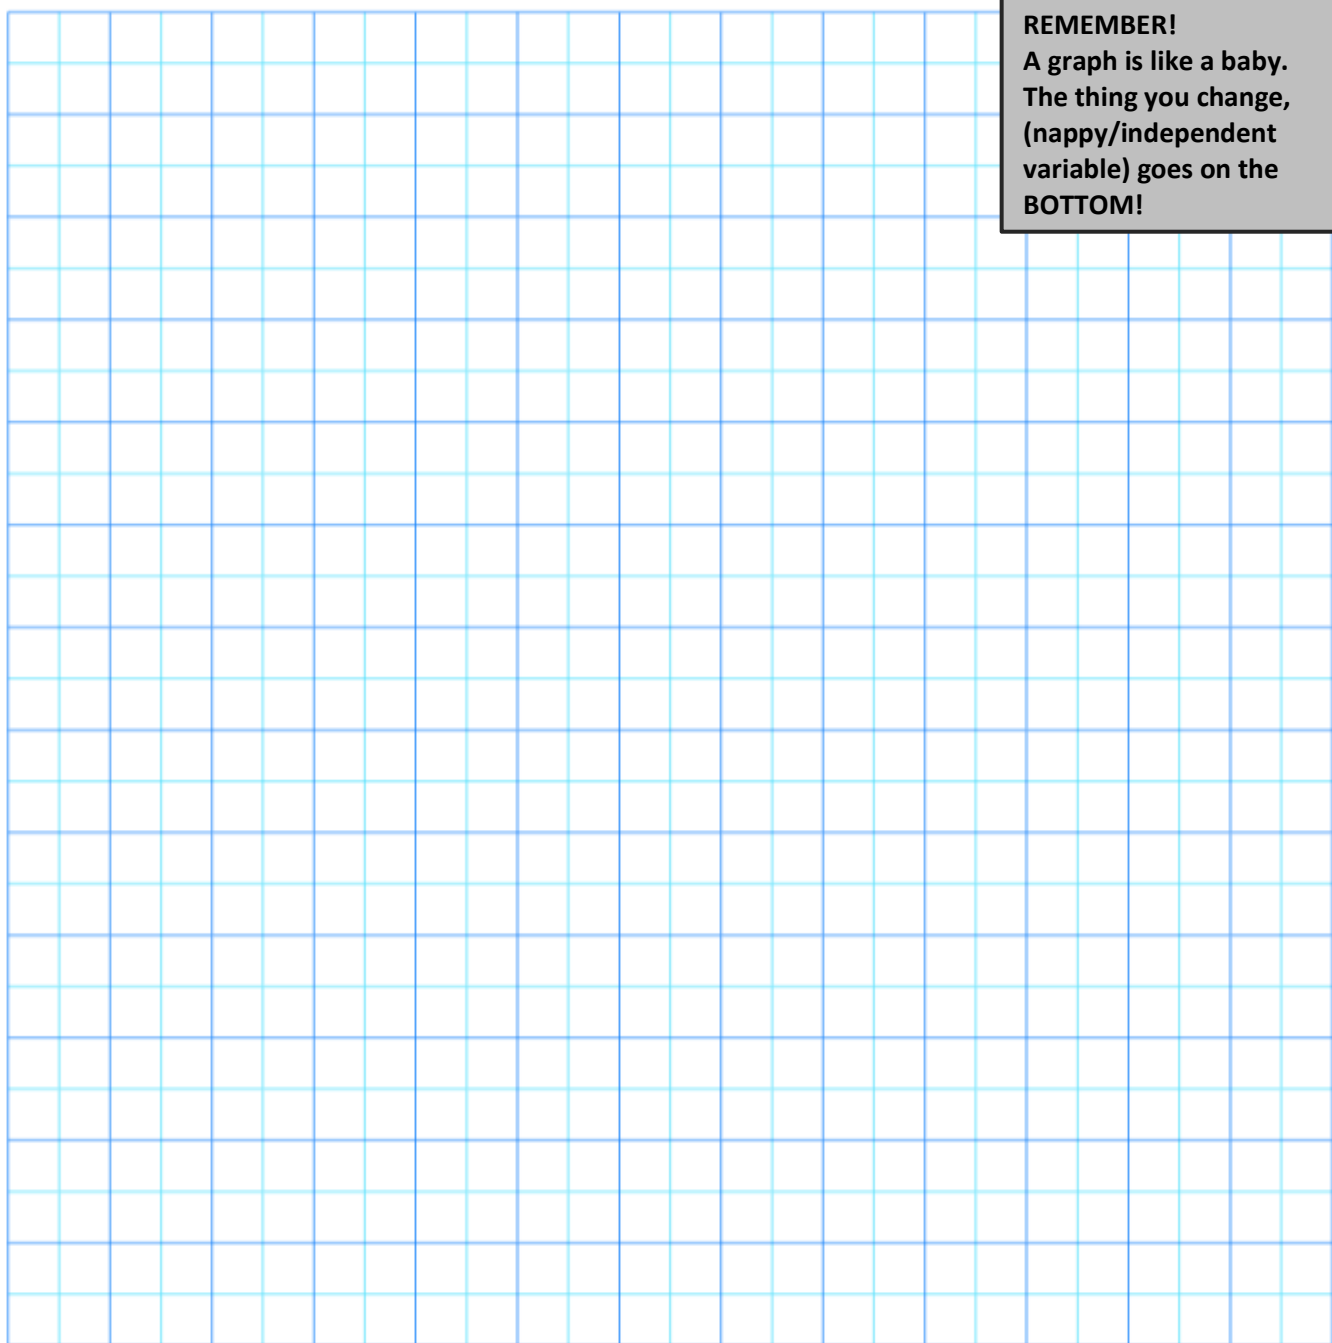 REMEMBER!
A graph is like a baby.
The thing you change,
(nappy/independent
variable) goes on the
BOTTOM!